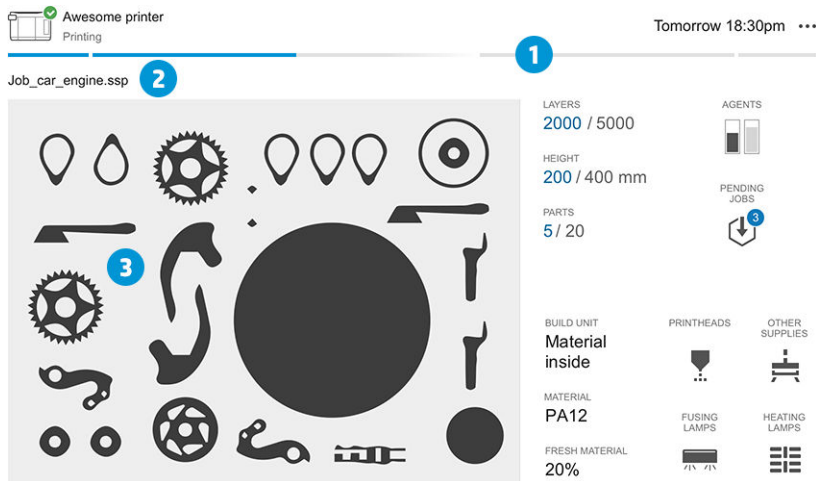 Awesome printer
Printing
Tomorrow 18:30pm
1
Job_car_engine.ssp
2
LAYERS
2000 / 5000
AGENTS
HEIGHT
200 / 400 mm
PENDING
JOBS
3
PARTS
5 / 20
3
BUILD UNIT
Material
inside
PRINTHEADS
OTHER
SUPPLIES
MATERIAL
PA12
FUSING
LAMPS
HEATING
LAMPS
FRESH MATERIAL
20%